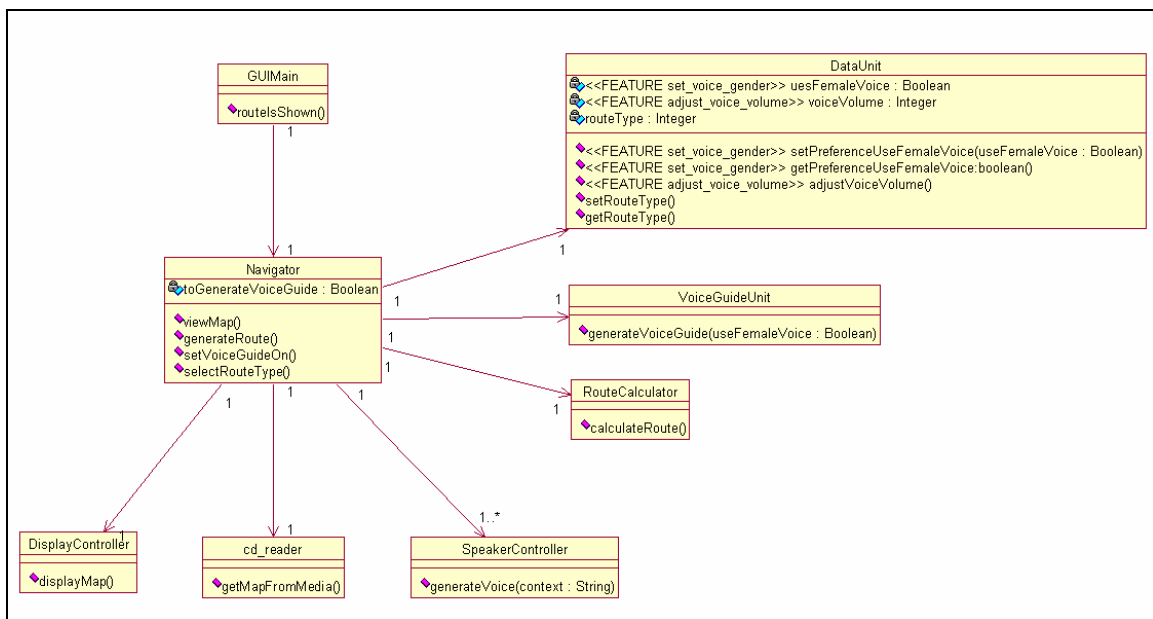 GUIMain
routeIsShown()
1
1
DataUnit
<<FEATURE set_voice_gender>> uesFemaleVoice : Boolean
<<FEATURE adjust_voice_volume>> voiceVolume : Integer
routeType : Integer
<<FEATURE set_voice_gender>> setPreferenceUseFemaleVoice(useFemaleVoice : Boolean)
<<FEATURE set_voice_gender>> getPreferenceUseFemaleVoice:boolean()
<<FEATURE adjust_voice_volume>> adjustVoiceVolume()
setRouteType()
getRouteType()
1
1
Navigator
toGenerateVoiceGuide : Boolean
viewMap()
generateRoute()
setVoiceGuideOn()
selectRouteType()
1
1
VoiceGuideUnit
generateVoiceGuide(useFemaleVoice : Boolean)
1
1
RouteCalculator
calculateRoute()
1
1
1
1
1
1..*
DisplayController
displayMap()
cd_reader
getMapFromMedia()
SpeakerController
generateVoice(context : String)